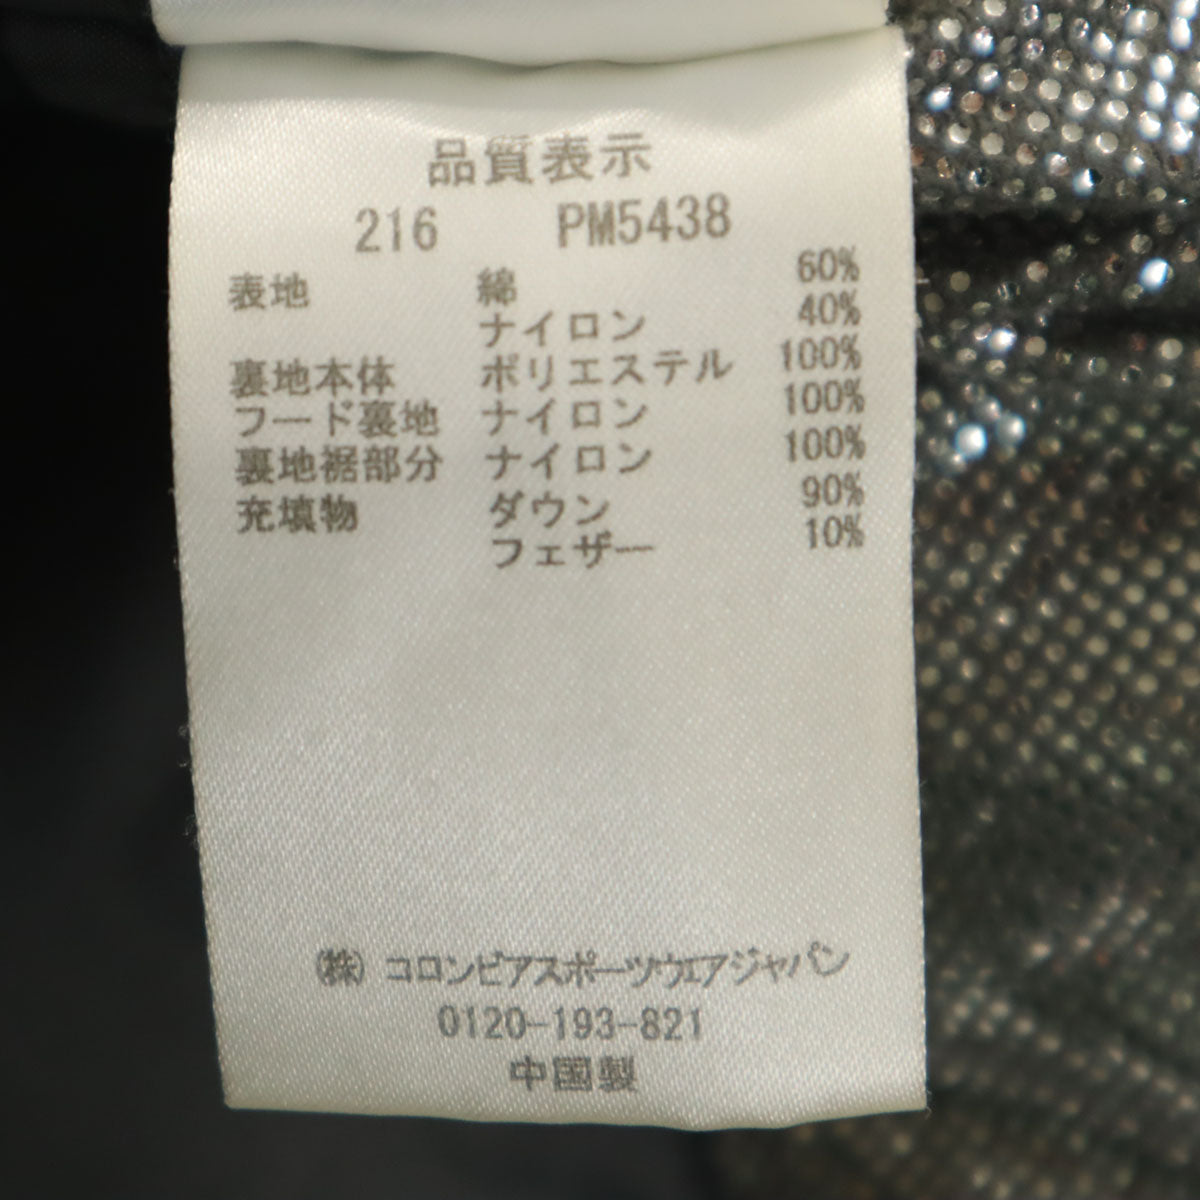 品質表示
216 PM5438
表地 綿 60%
ナイロン 40%
裏地本体 ポリエステル 100%
フード裏地 ナイロン 100%
裏地裾部分 ナイロン 100%
充填物 ダウン 90%
フェザー 10%
㈱ コロンビアスポーツウェアジャパン
0120-193-821
中国製